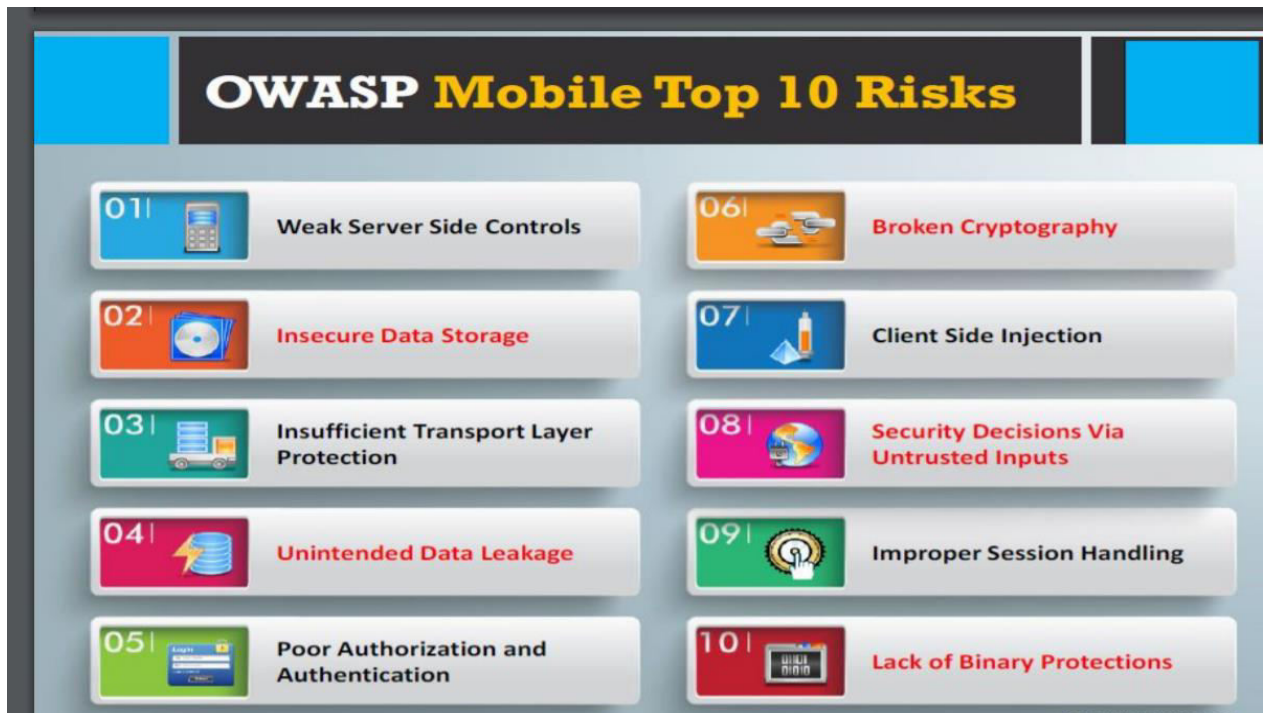 OWASP Mobile Top 10 Risks
01
Weak Server Side Controls
02
Insecure Data Storage
03
Insufficient Transport Layer
Protection
04
Unintended Data Leakage
05
Poor Authorization and
Authentication
06
Broken Cryptography
07
Client Side Injection
08
Security Decisions Via
Untrusted Inputs
09
Improper Session Handling
10
Lack of Binary Protections